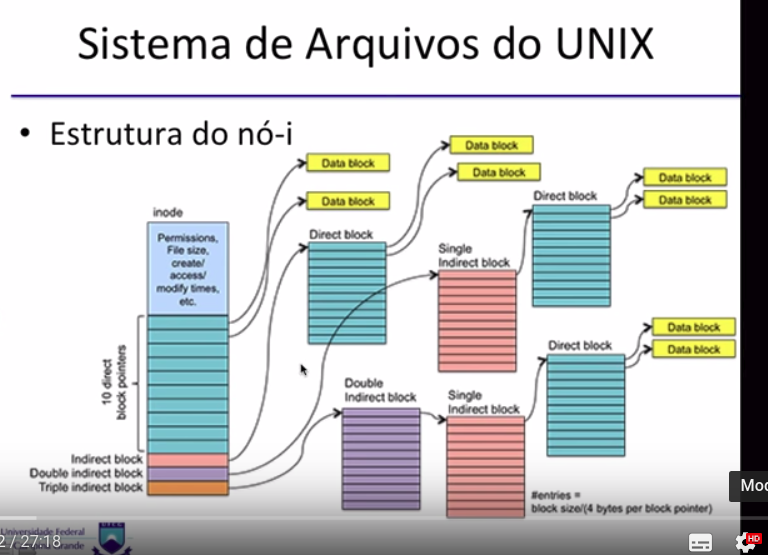 Sistema de Arquivos do UNIX
• Estrutura do nó-i
inode
Permissions,
File size,
create/
access/
modify times,
etc.
10 direct
block pointers
Indirect block
Double indirect block
Triple indirect block
Data block
Data block
Direct block
Data block
Data block
Single
Indirect block
Direct block
Data block
Data block
Double
Indirect block
Single
Indirect block
Direct block
Data block
Data block
#entries =
block size/(4 bytes per block pointer)
Universidade Federal
Grande
2 / 27:18
Mod
HD